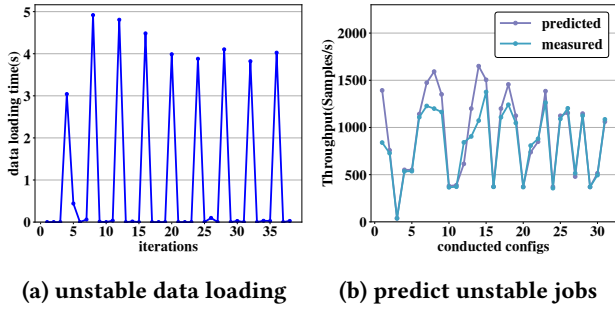 data loading time(s)
5
4
3
2
1
0
0 5 10 15 20 25 30 35
iterations
(a) unstable data loading
Throughput(Samples/s)
2000
1500
1000
500
0
predicted
measured
0 5 10 15 20 25 30
conducted configs
(b) predict unstable jobs